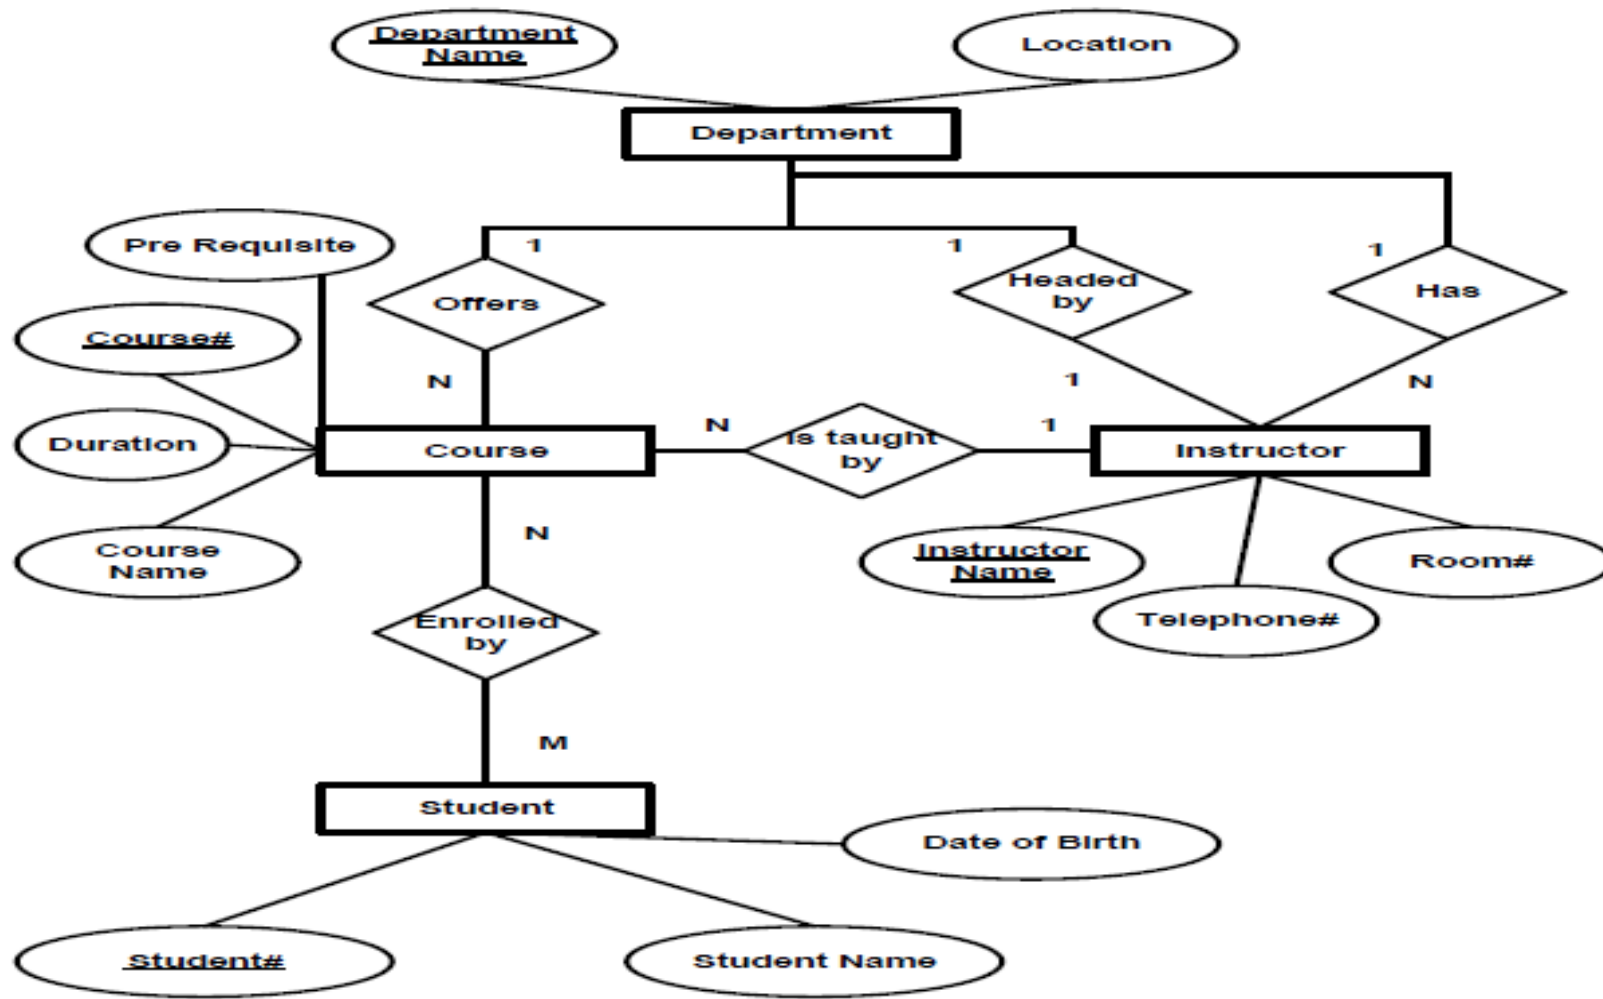 Department
Name
Location
Department
Pre Requisite
1
1
1
Offers
Headed
by
Has
Course#
N
1
N
Duration
Course
N
Is taught
by
1
Instructor
Course
Name
N
Instructor
Name
Room#
Telephone#
Enrolled
by
M
Student
Date of Birth
Student#
Student Name